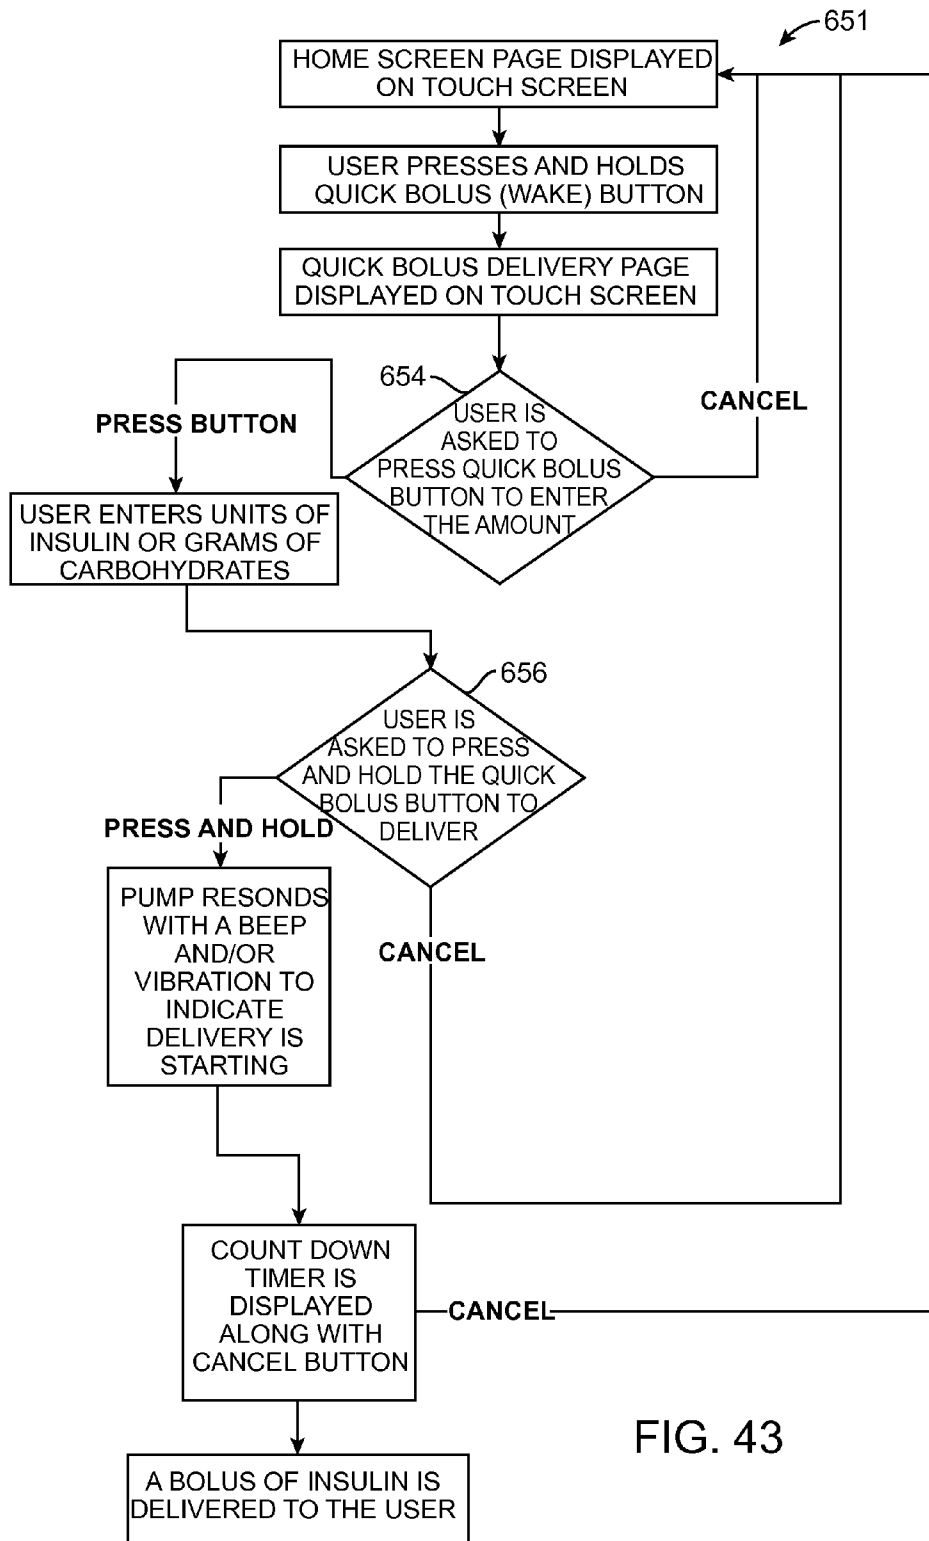 651
HOME SCREEN PAGE DISPLAYED
ON TOUCH SCREEN
USER PRESSES AND HOLDS
QUICK BOLUS (WAKE) BUTTON
QUICK BOLUS DELIVERY PAGE
DISPLAYED ON TOUCH SCREEN
654
CANCEL
USER IS
ASKED TO
PRESS QUICK BOLUS
BUTTON TO ENTER
THE AMOUNT
PRESS BUTTON
USER ENTERS UNITS OF
INSULIN OR GRAMS OF
CARBOHYDRATES
656
USER IS
ASKED TO PRESS
AND HOLD THE QUICK
BOLUS BUTTON TO
DELIVER
PRESS AND HOLD
CANCEL
PUMP RESONDS
WITH A BEEP
AND/OR
VIBRATION TO
INDICATE
DELIVERY IS
STARTING
COUNT DOWN
TIMER IS
DISPLAYED
ALONG WITH
CANCEL BUTTON
CANCEL
A BOLUS OF INSULIN IS
DELIVERED TO THE USER
FIG. 43